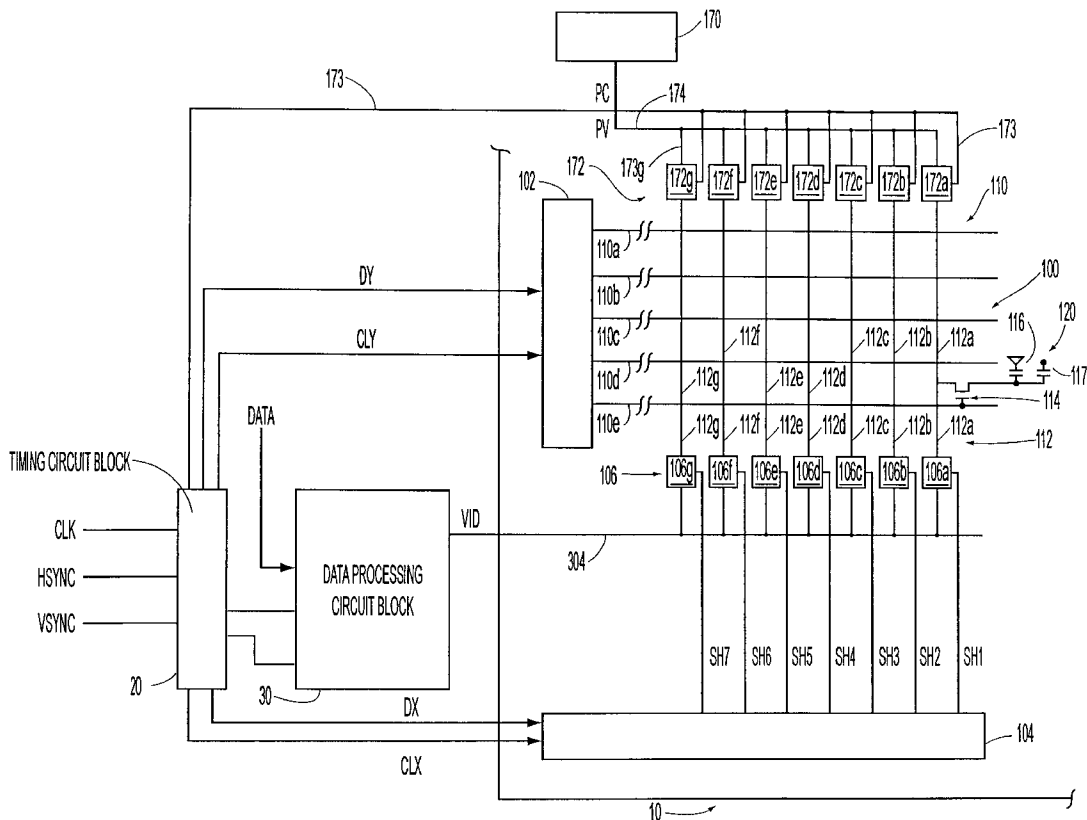 170
173
PC
174
PV
173
172
173g
172g
172f
172e
172d
172c
172b
172a
102
110
110a
100
DY
110b
116
120
110c
CLY
112f
112c
112b
112a
117
110d
112g
112e
112d
114
DATA
110e
112g
112f
112e
112d
112c
112b
112a
112
TIMING CIRCUIT BLOCK
106
106g
106f
106e
106d
106c
106b
106a
VID
CLK
304
DATA PROCESSING
CIRCUIT BLOCK
HSYNC
VSYNC
SH7
SH6
SH5
SH4
SH3
SH2
SH1
20
30
DX
104
CLX
10